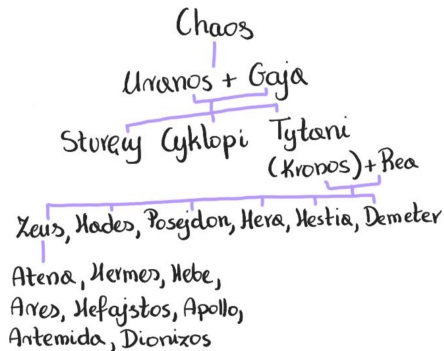 Chaos
Uranos + Gaja
Sturęcy Cyklopi Tytani
(Kronos) + Rea
Zeus, Hades, Posejdon, Hera, Hestia, Demeter
Atena, Hermes, Hebe,
Ares, Hefajstos, Apollo,
Artemida, Dionizos